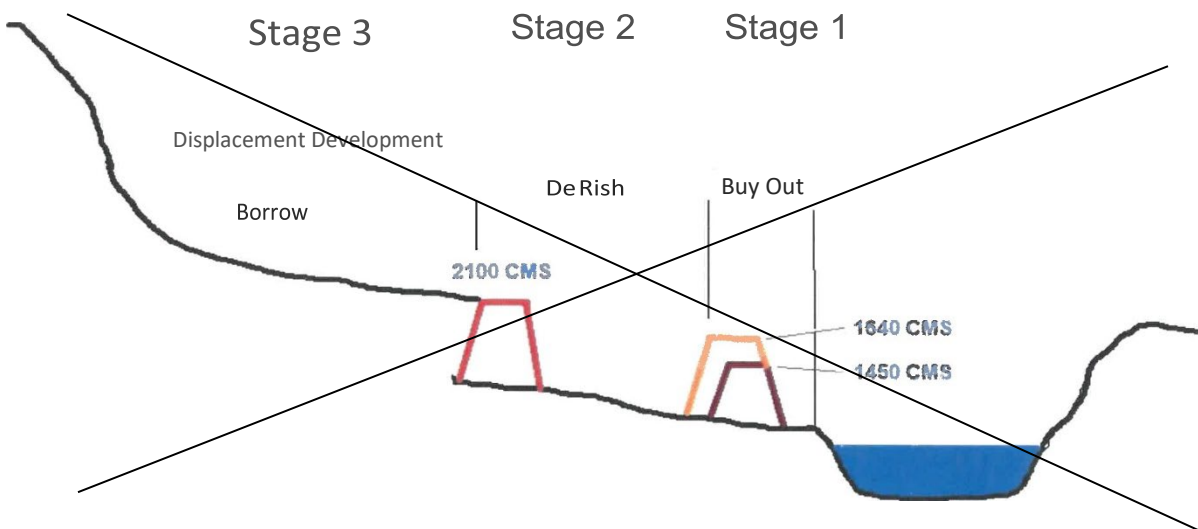 Stage 3
Stage 2
Stage 1
Displacement Development
De Rish
Buy Out
Borrow
2100 CMS
1640 CMS
1450 CMS